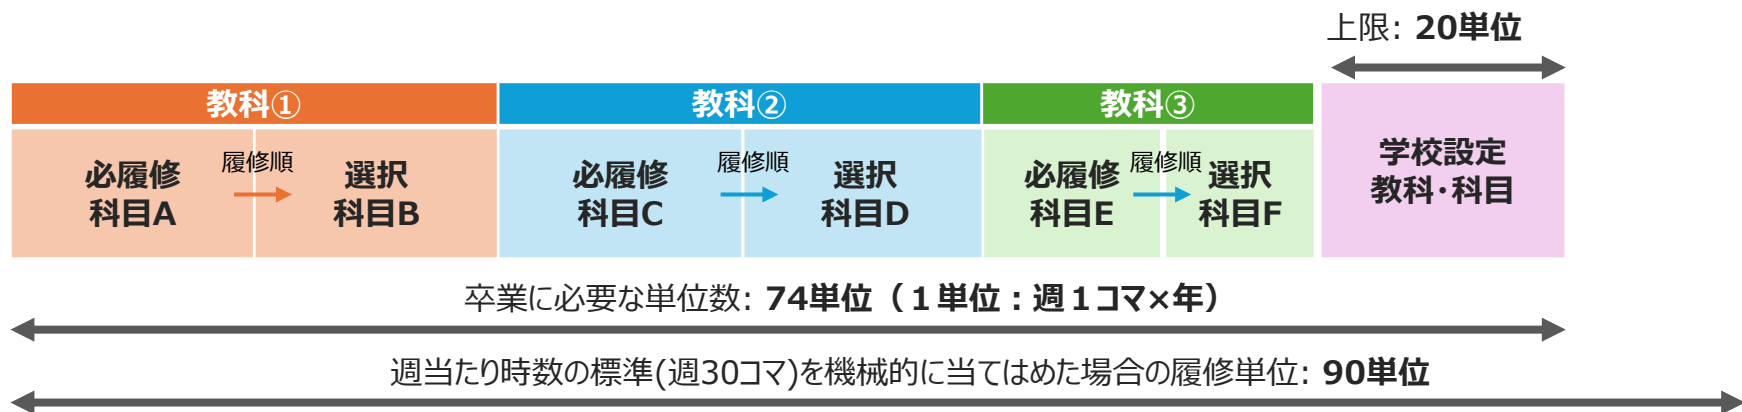 上限: 20単位
教科①
教科②
教科③
必履修
科目A
履修順
選択
科目B
必履修
科目C
履修順
選択
科目D
必履修
科目E
履修順
選択
科目F
学校設定
教科･科目
卒業に必要な単位数: 74単位（１単位：週１コマ×年）
週当たり時数の標準(週30コマ)を機械的に当てはめた場合の履修単位: 90単位